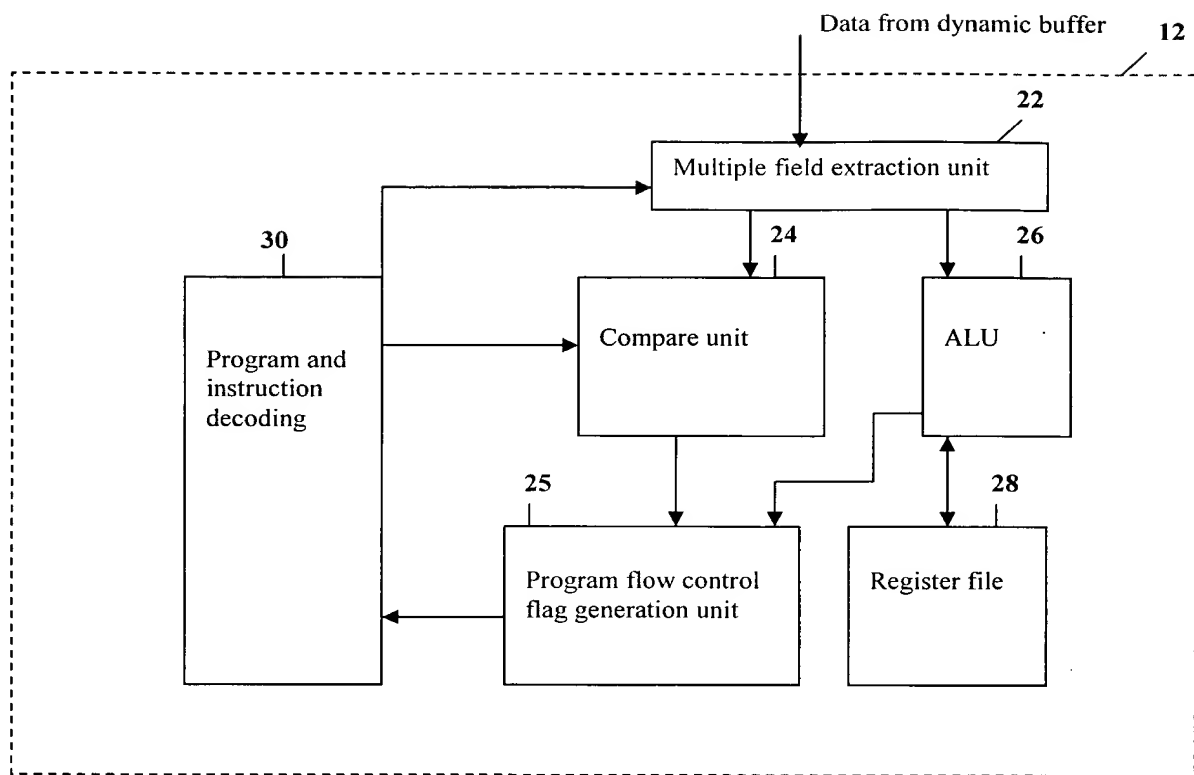 Data from dynamic buffer
12
22
Multiple field extraction unit
30
24
26
Program and
instruction
decoding
Compare unit
ALU
25
28
Program flow control
flag generation unit
Register file